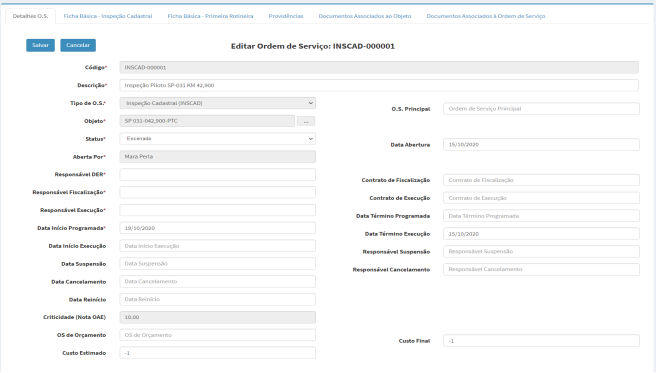 Detalhes O.S. Ficha Básica - Inspeção Cadastral Ficha Básica - Primeira Rotineira Providências Documentos Associados ao Objeto Documentos Associados à Ordem de Serviço
Salvar Cancelar
Editar Ordem de Serviço: INSCAD-000001
Código* INSCAD-000001
Descrição* Inspeção Piloto SP-031 KM 42,900
Tipo de O.S.* Inspeção Cadastral (INSCAD)
O.S. Principal Ordem de Serviço Principal
Objeto* SP 031-042,900-PTC ...
Status* Encerrada
Data Abertura 15/10/2020
Aberta Por* Mara Perta
Responsável DER*
Contrato de Fiscalização Contrato de Fiscalização
Responsável Fiscalização*
Contrato de Execução Contrato de Execução
Responsável Execução*
Data Término Programada Data Término Programada
Data Início Programada* 19/10/2020
Data Término Execução 15/10/2020
Data Início Execução Data Início Execução
Responsável Suspensão Responsável Suspensão
Data Suspensão Data Suspensão
Responsável Cancelamento Responsável Cancelamento
Data Cancelamento Data Cancelamento
Data Reinício Data Reinício
Criticidade (Nota OAE) 10,00
OS de Orçamento OS de Orçamento
Custo Final -1
Custo Estimado -1